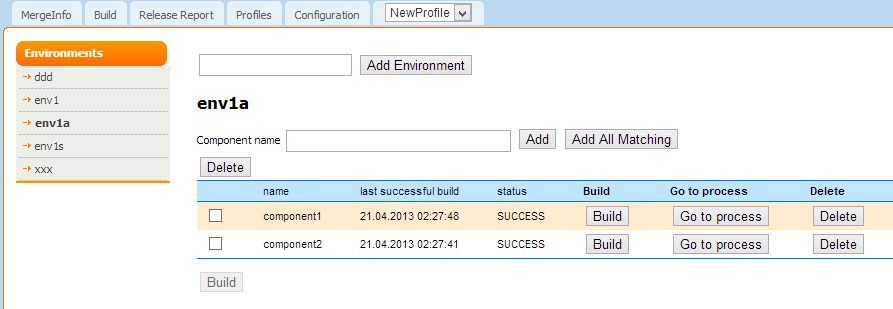 MergeInfo Build Release Report Profiles Configuration NewProfile
Environments
ddd
env1
env1a
env1s
xxx
Add Environment
env1a
Component name Add Add All Matching
Delete
name last successful build status Build Go to process Delete
component1 21.04.2013 02:27:48 SUCCESS Build Go to process Delete
component2 21.04.2013 02:27:41 SUCCESS Build Go to process Delete
Build